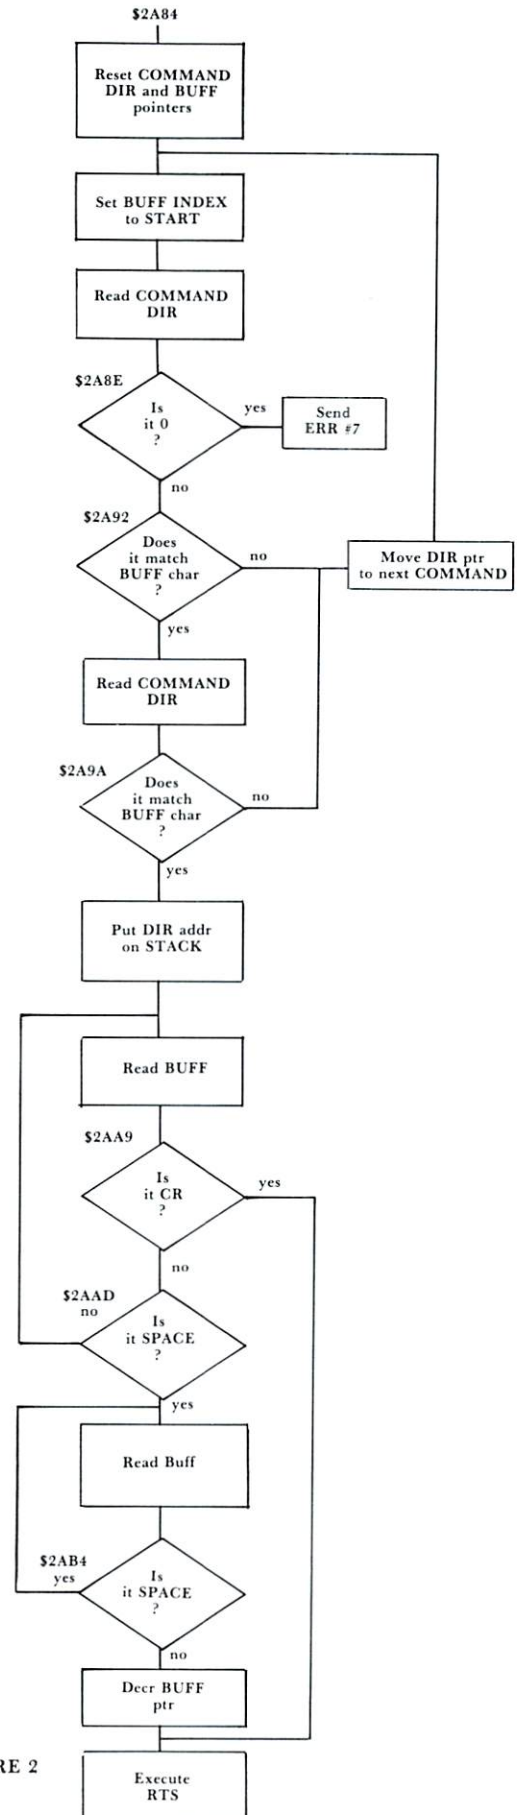 $2A84
Reset COMMAND
DIR and BUFF
pointers
Set BUFF INDEX
to START
Read COMMAND
DIR
$2A8E
Is
it 0
?
yes
Send
ERR #7
no
$2A92
Does
it match
BUFF char
?
no
Move DIR ptr
to next COMMAND
yes
Read COMMAND
DIR
$2A9A
Does
it match
BUFF char
?
no
yes
Put DIR addr
on STACK
Read BUFF
$2AA9
Is
it CR
?
yes
no
$2AAD
no
Is
it SPACE
?
yes
Read Buff
$2AB4
yes
Is
it SPACE
?
no
Decr BUFF
ptr
RE 2
Execute
RTS